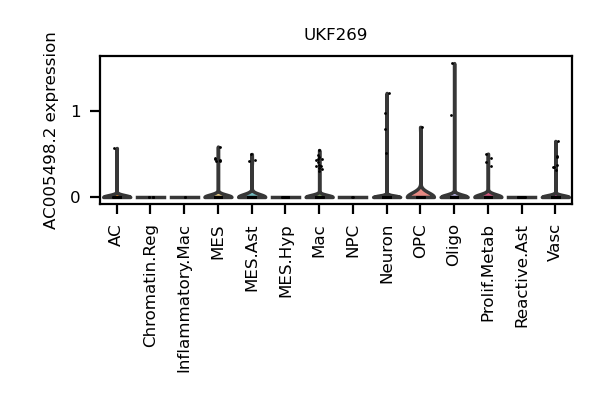 UKF269
AC005498.2 expression
1
0
AC
Chromatin.Reg
Inflammatory.Mac
MES
MES.Ast
MES.Hyp
Mac
NPC
Neuron
OPC
Oligo
Prolif.Metab
Reactive.Ast
Vasc